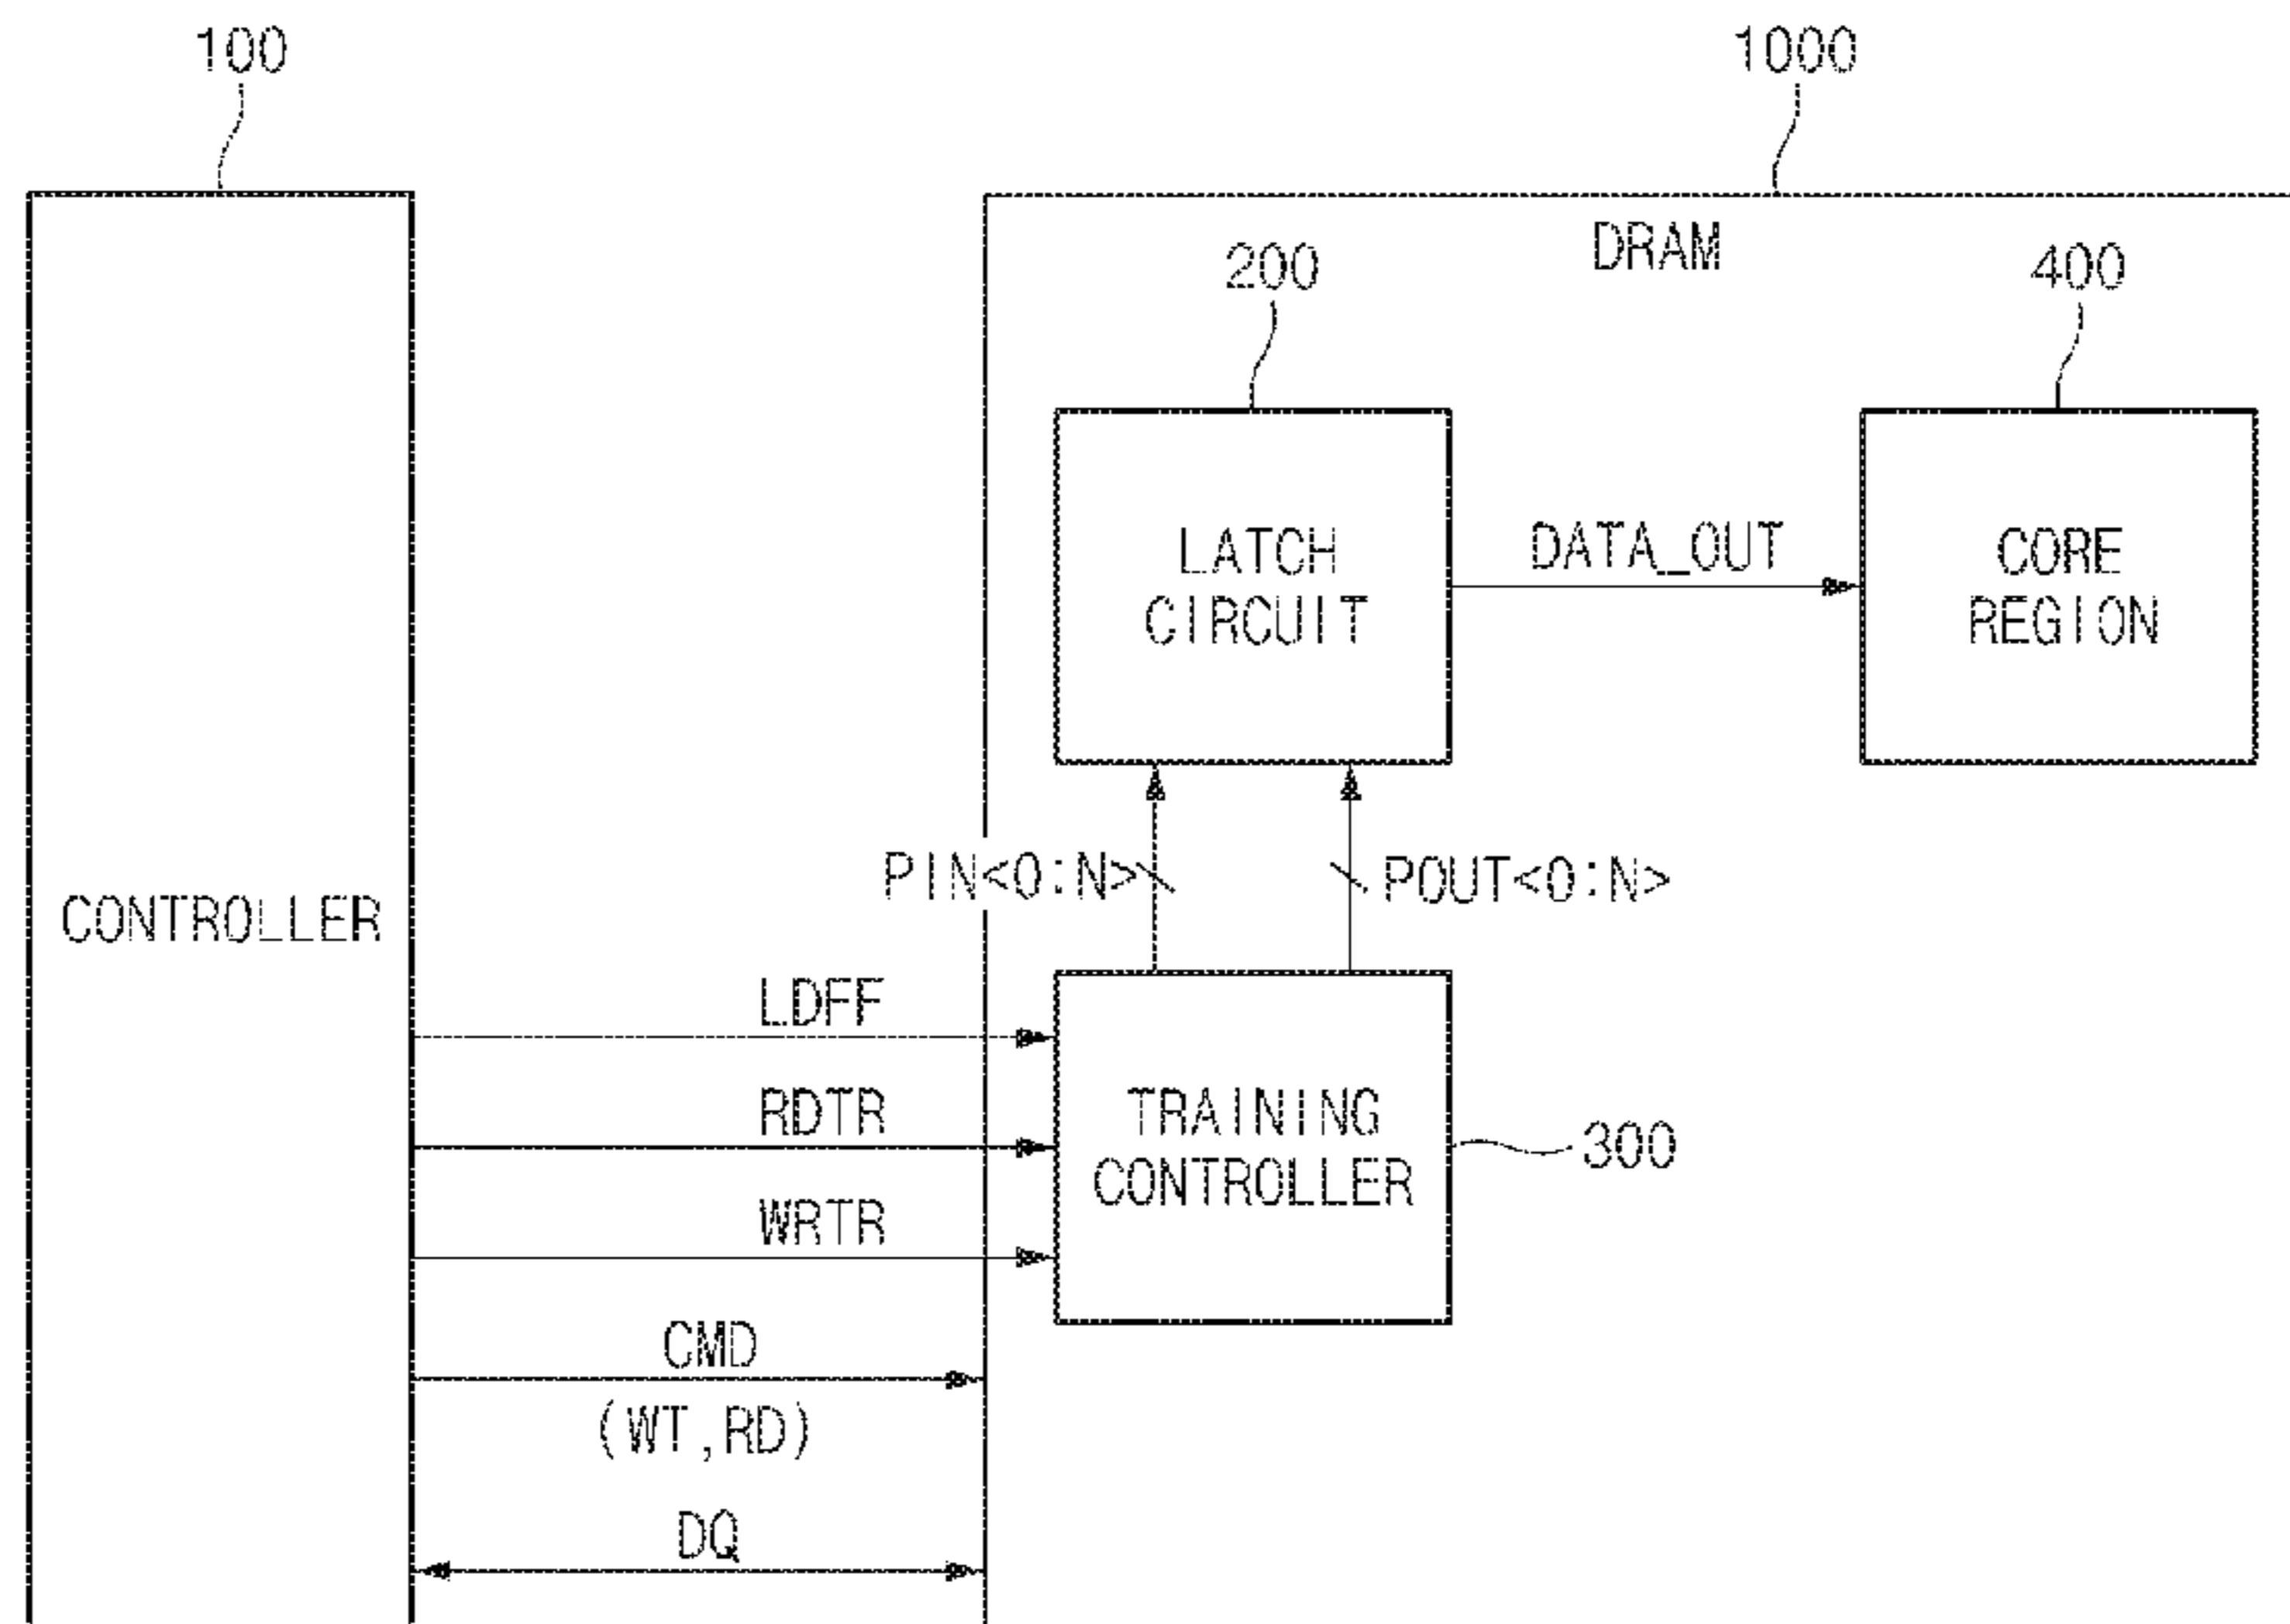 100
1000
DRAM
200
400
LATCH
CIRCUIT
DATA_OUT
CORE
REGION
PIN<0:N>
POUT<0:N>
CONTROLLER
LDFF
RDTR
WRTR
TRAINING
CONTROLLER
300
CMD
(WT,RD)
DQ